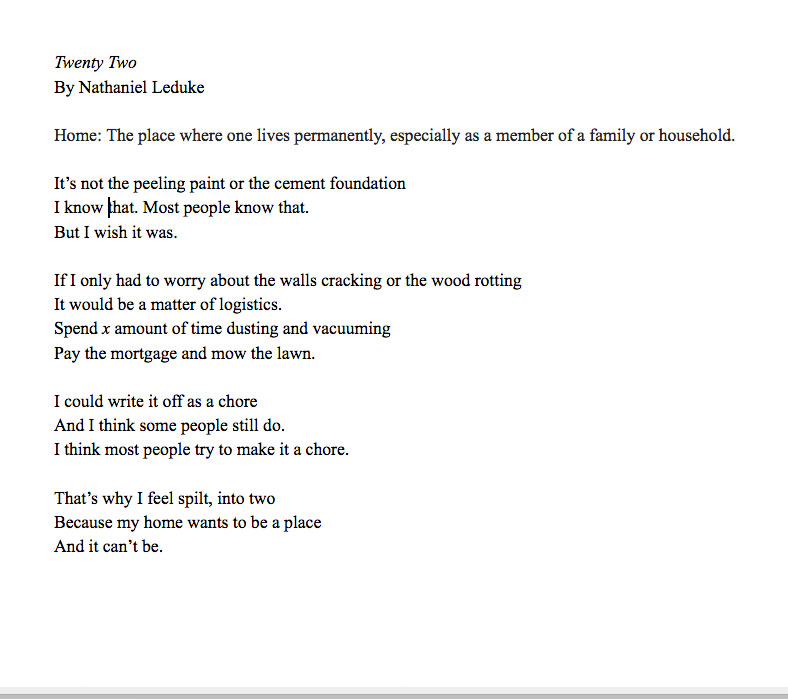 Twenty Two
By Nathaniel Leduke
Home: The place where one lives permanently, especially as a member of a family or household.
It’s not the peeling paint or the cement foundation
I know that. Most people know that.
But I wish it was.
If I only had to worry about the walls cracking or the wood rotting
It would be a matter of logistics.
Spend x amount of time dusting and vacuuming
Pay the mortgage and mow the lawn.
I could write it off as a chore
And I think some people still do.
I think most people try to make it a chore.
That’s why I feel spilt, into two
Because my home wants to be a place
And it can’t be.